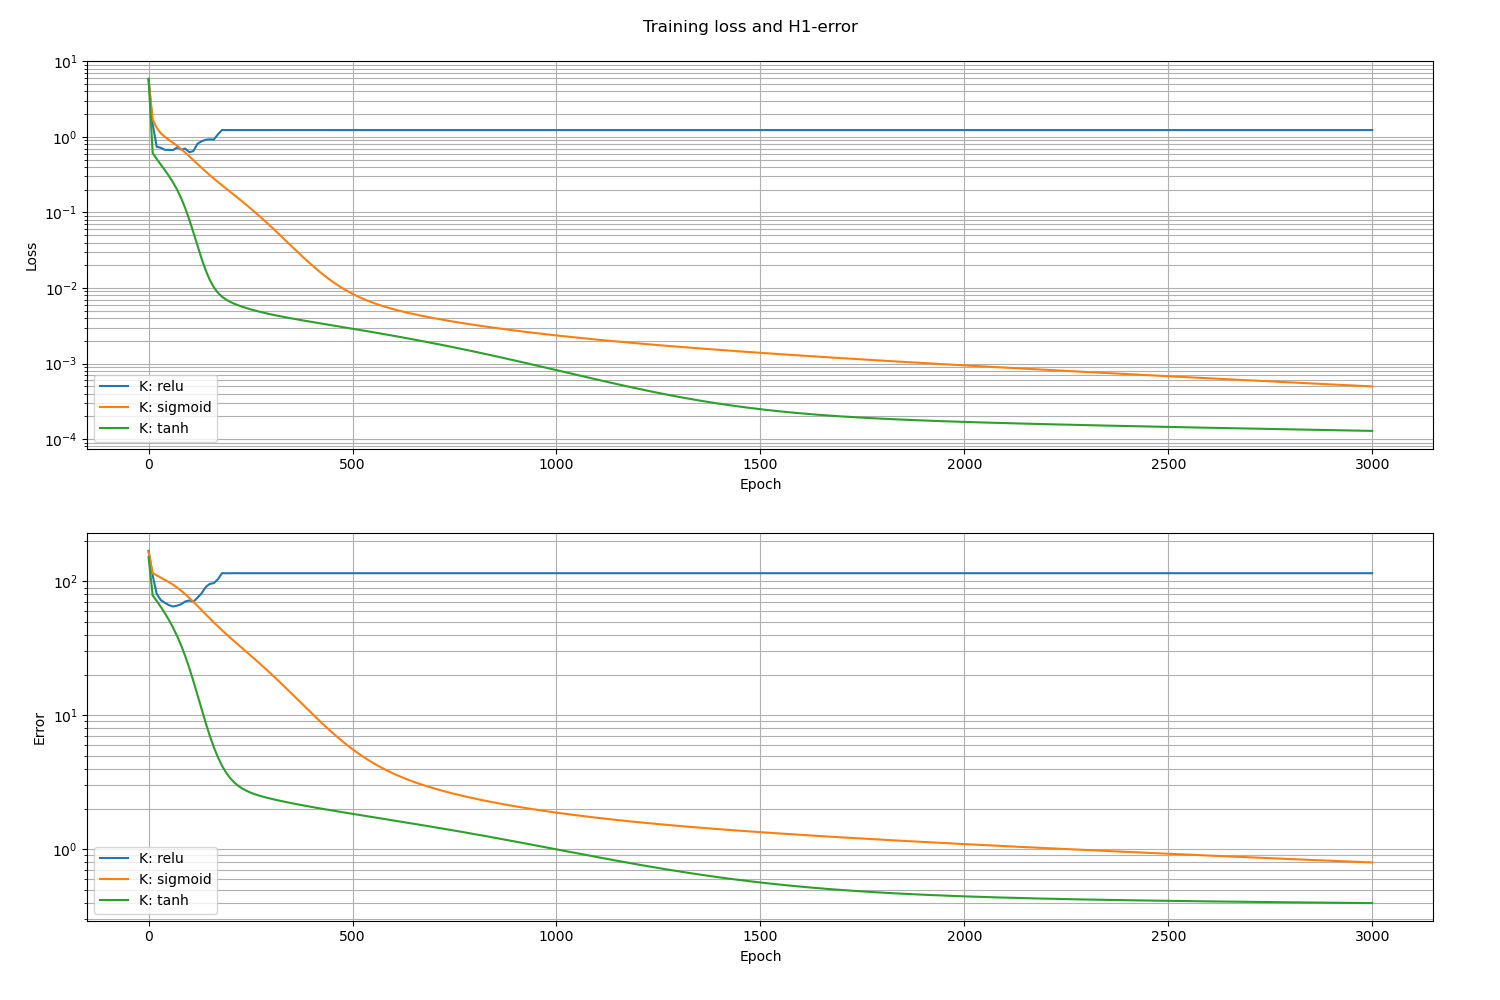 Training loss and H1-error
10^1
10^0
10^-1
10^-2
10^-3
10^-4
Loss
K: relu
K: sigmoid
K: tanh
0 500 1000 1500 2000 2500 3000
Epoch
10^2
10^1
10^0
Error
K: relu
K: sigmoid
K: tanh
0 500 1000 1500 2000 2500 3000
Epoch